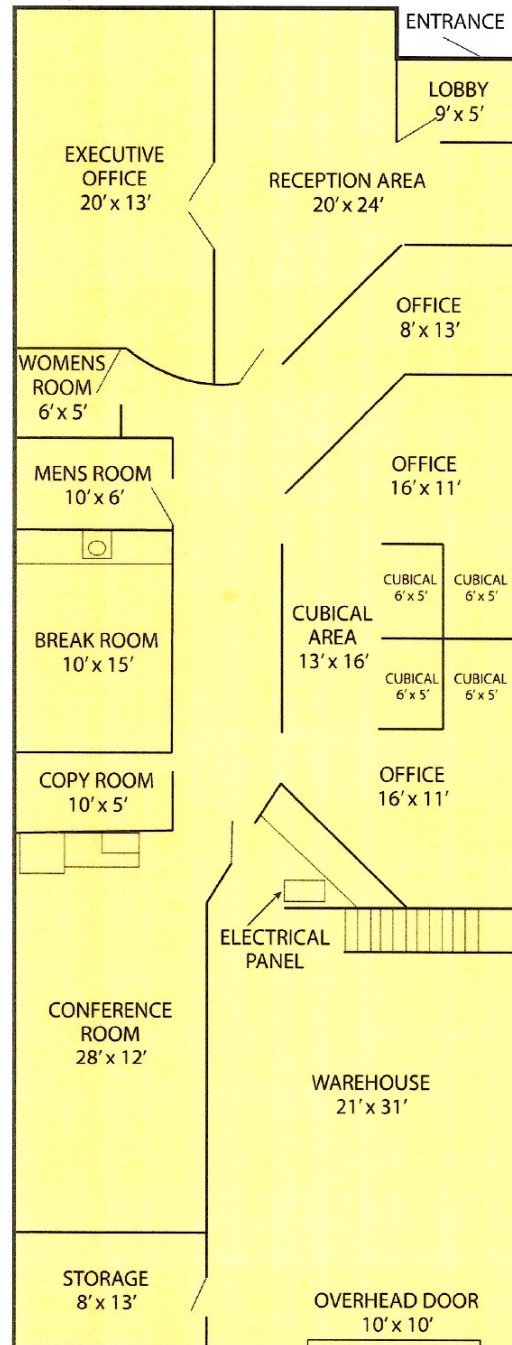 ENTRANCE
LOBBY
9' x 5'
EXECUTIVE
OFFICE
20' x 13'
RECEPTION AREA
20' x 24'
OFFICE
8' x 13'
WOMENS
ROOM
6' x 5'
MENS ROOM
10' x 6'
OFFICE
16' x 11'
BREAK ROOM
10' x 15'
CUBICAL
AREA
13' x 16'
CUBICAL
6' x 5'
CUBICAL
6' x 5'
CUBICAL
6' x 5'
CUBICAL
6' x 5'
COPY ROOM
10' x 5'
OFFICE
16' x 11'
ELECTRICAL
PANEL
CONFERENCE
ROOM
28' x 12'
WAREHOUSE
21' x 31'
STORAGE
8' x 13'
OVERHEAD DOOR
10' x 10'